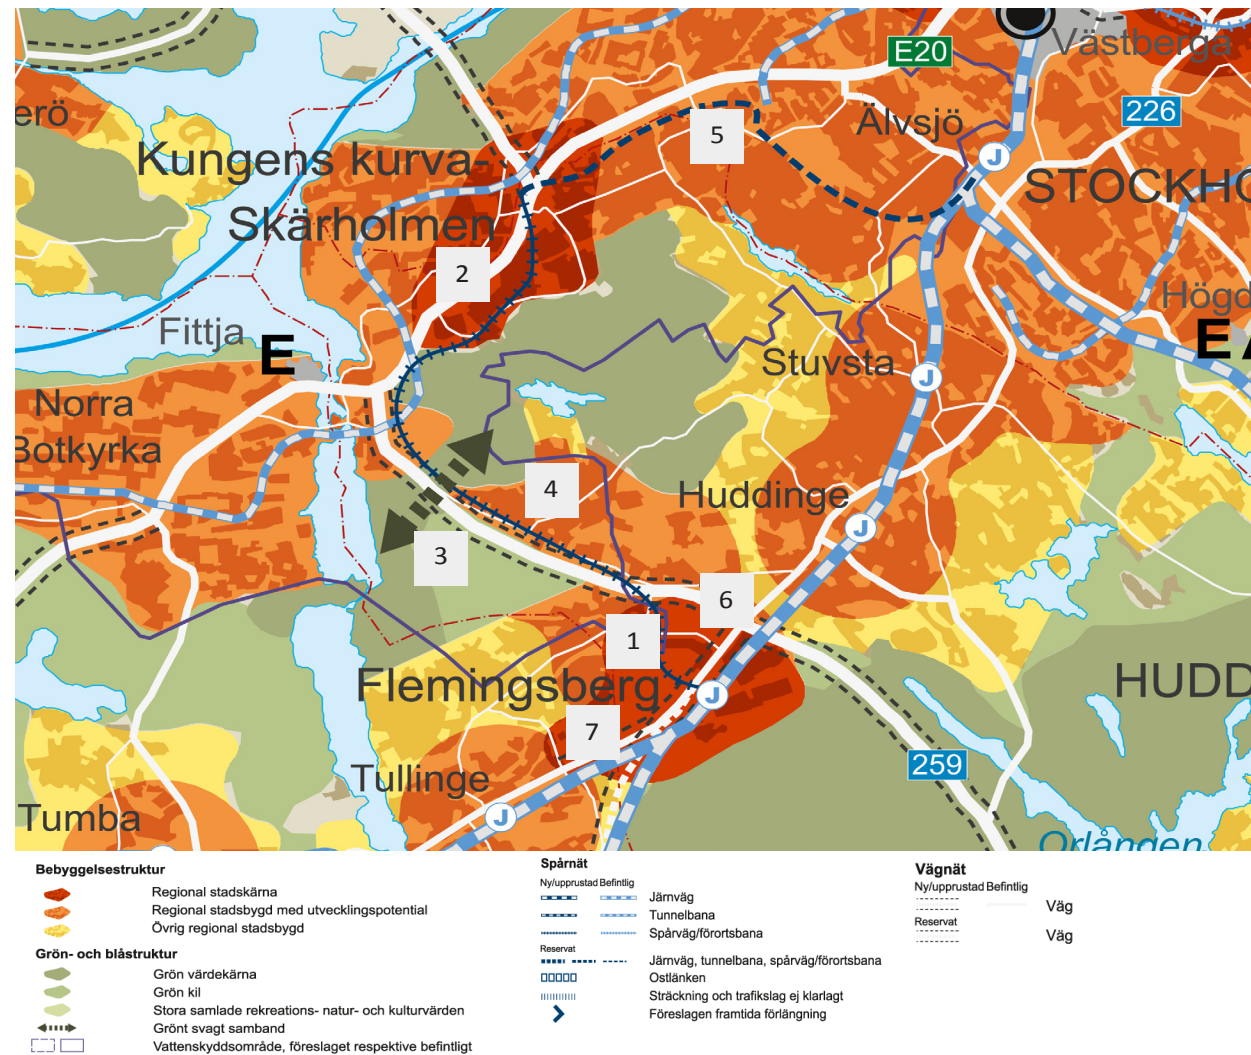 E20
Västberga
226
erö
Älvsjö
5
Kungens kurva-
Skärholmen
STOCKHO
J
2
Högd
Fittja
E
E
Stuvsta
J
Norra
Botkyrka
4
Huddinge
J
3
6
1
Flemingsberg
J
HUDD
7
259
Tullinge
J
Tumba
Orlången
Bebyggelsestruktur
Regional stadskärna
Regional stadsbygd med utvecklingspotential
Övrig regional stadsbygd
Grön- och blåstruktur
Grön värdekärna
Grön kil
Stora samlade rekreations- natur- och kulturvärden
Grönt svagt samband
Vattenskyddsområde, föreslaget respektive befintligt
Spårnät
Ny/upprustad Befintlig
Järnväg
Tunnelbana
Spårväg/förortsbana
Reservat
Järnväg, tunnelbana, spårväg/förortsbana
Ostlänken
Sträckning och trafikslag ej klarlagt
Föreslagen framtida förlängning
Vägnät
Ny/upprustad Befintlig
Väg
Reservat
Väg